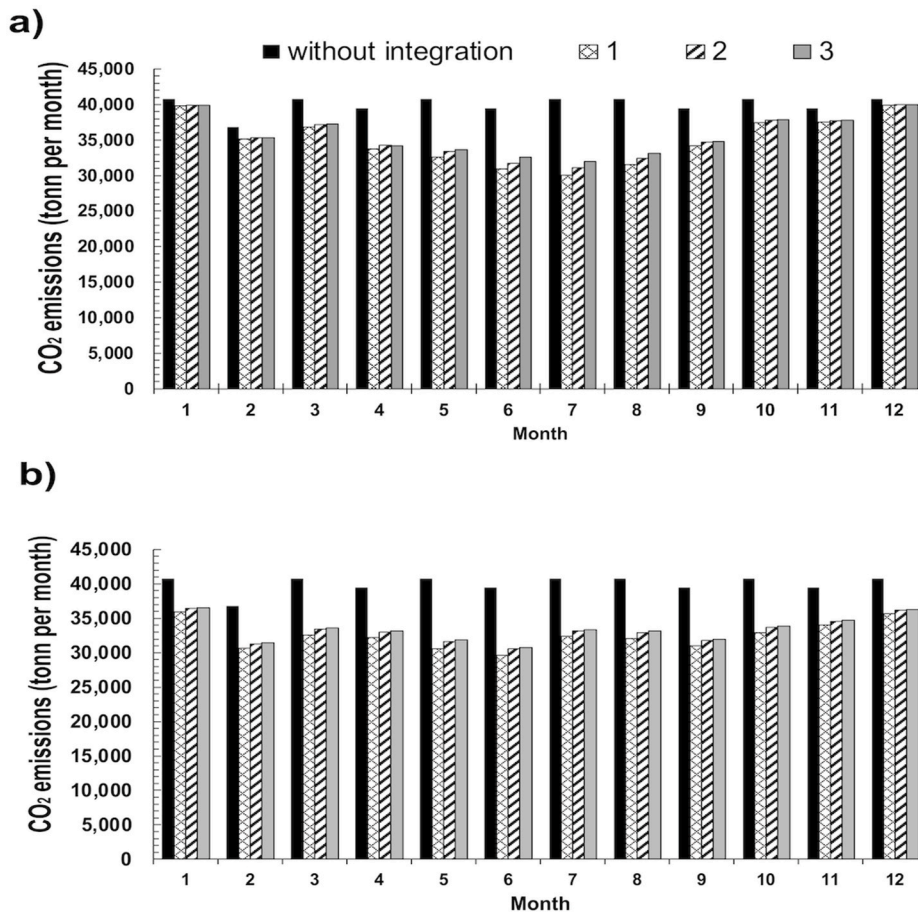 a)
without integration 1 2 3
CO₂ emissions (tonn per month)
45,000
40,000
35,000
30,000
25,000
20,000
15,000
10,000
5,000
0
1 2 3 4 5 6 7 8 9 10 11 12
Month
b)
CO₂ emissions (tonn per month)
45,000
40,000
35,000
30,000
25,000
20,000
15,000
10,000
5,000
0
1 2 3 4 5 6 7 8 9 10 11 12
Month